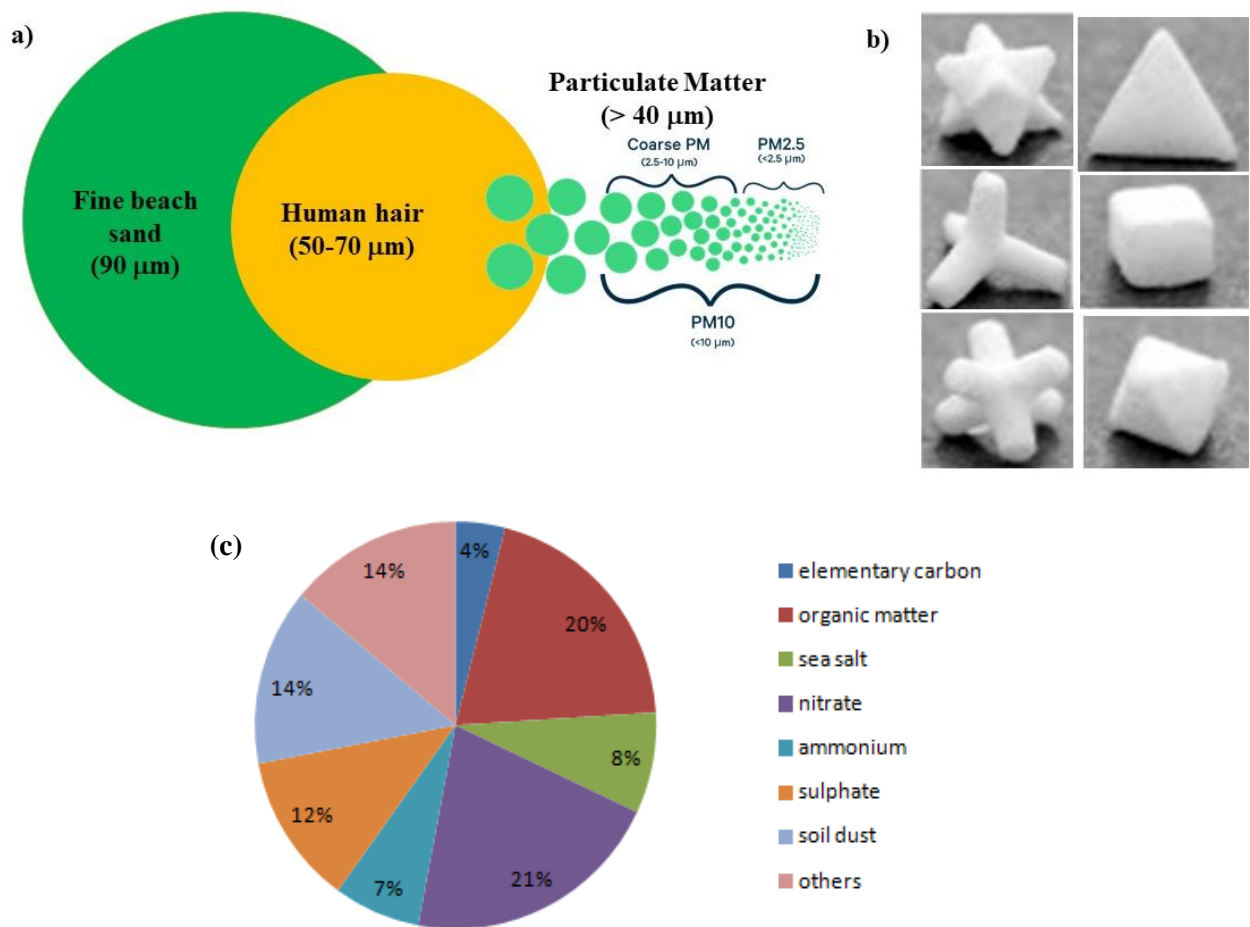 a)
b)
Particulate Matter
(> 40 μm)
Coarse PM
(2.5-10 μm)
PM2.5
(<2.5 μm)
Fine beach
sand
(90 μm)
Human hair
(50-70 μm)
PM10
(<10 μm)
(c)
4%
20%
8%
21%
7%
12%
14%
14%
elementary carbon
organic matter
sea salt
nitrate
ammonium
sulphate
soil dust
others